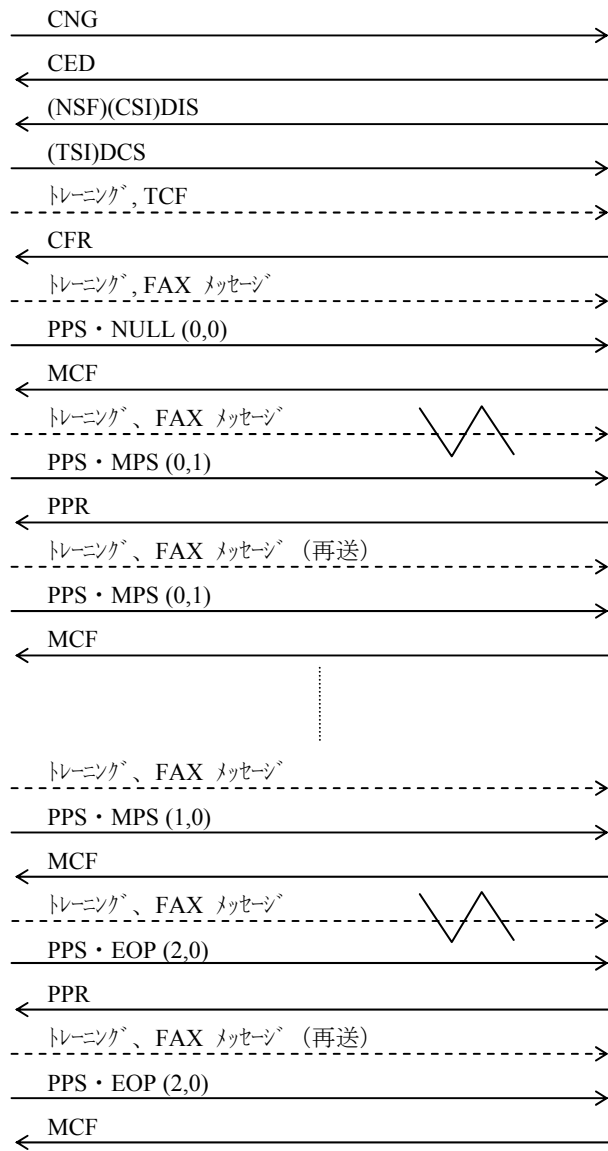 CNG
CED
(NSF)(CSI)DIS
(TSI)DCS
ﾄﾚｰﾆﾝｸﾞ, TCF
CFR
ﾄﾚｰﾆﾝｸﾞ, FAX ﾒｯｾｰｼﾞ
PPS・NULL (0,0)
MCF
ﾄﾚｰﾆﾝｸﾞ、FAX ﾒｯｾｰｼﾞ
PPS・MPS (0,1)
PPR
ﾄﾚｰﾆﾝｸﾞ、FAX ﾒｯｾｰｼﾞ（再送）
PPS・MPS (0,1)
MCF
ﾄﾚｰﾆﾝｸﾞ、FAX ﾒｯｾｰｼﾞ
PPS・MPS (1,0)
MCF
ﾄﾚｰﾆﾝｸﾞ、FAX ﾒｯｾｰｼﾞ
PPS・EOP (2,0)
PPR
ﾄﾚｰﾆﾝｸﾞ、FAX ﾒｯｾｰｼﾞ（再送）
PPS・EOP (2,0)
MCF